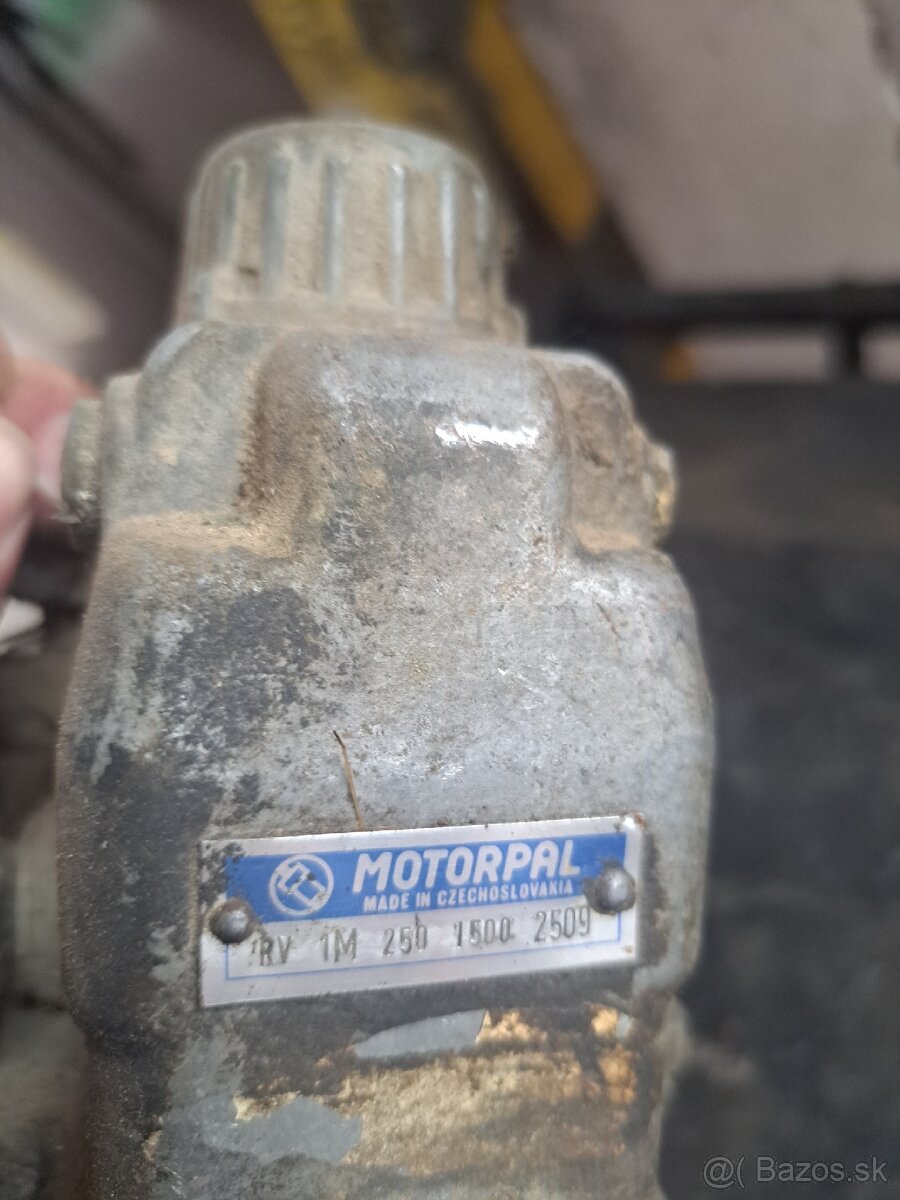 MOTORPAL
MADE IN CZECHOSLOVAKIA
RV 1M 250 1500 2509
@( Bazos.sk